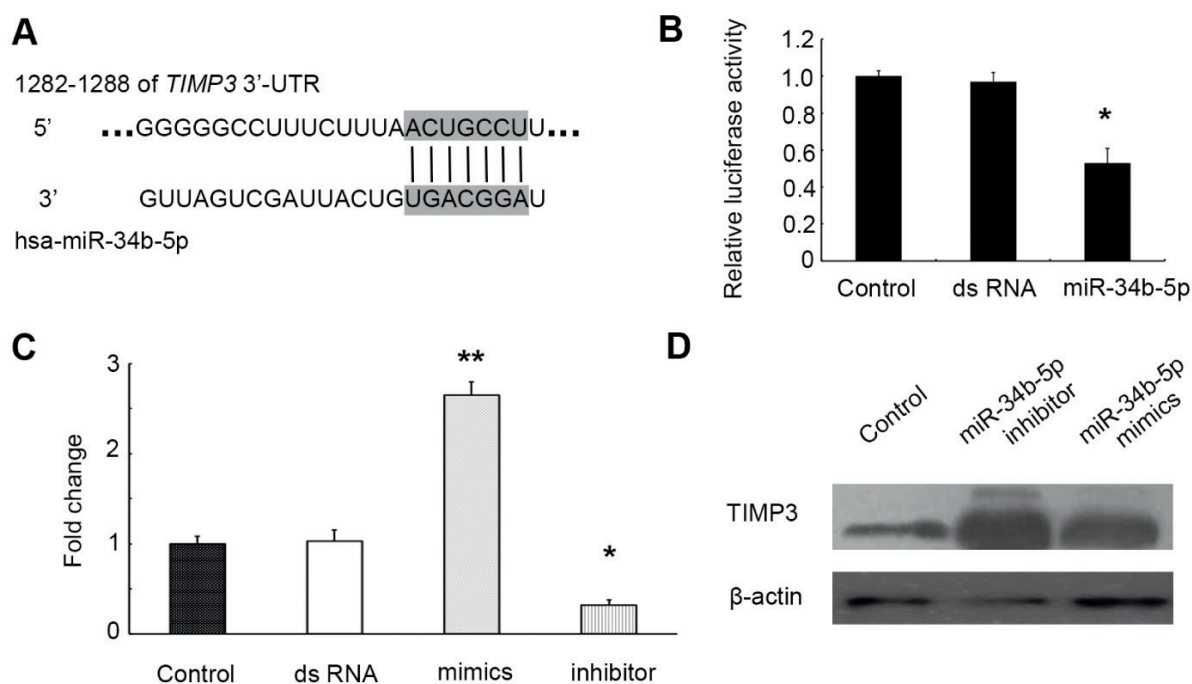 A
1282-1288 of TIMP3 3’-UTR
5’ ...GGGGGCCUUUCUUUAACUGCCUU...
3’ GUUAGUCGAUUACUGUGACGGAU
hsa-miR-34b-5p
B
Relative luciferase activity
1.2
1.0
0.8
0.6
0.4
0.2
0
*
Control ds RNA miR-34b-5p
C
Fold change
3
2
1
0
**
*
Control ds RNA mimics inhibitor
D
Control
miR-34b-5p
inhibitor
miR-34b-5p
mimics
TIMP3
β-actin